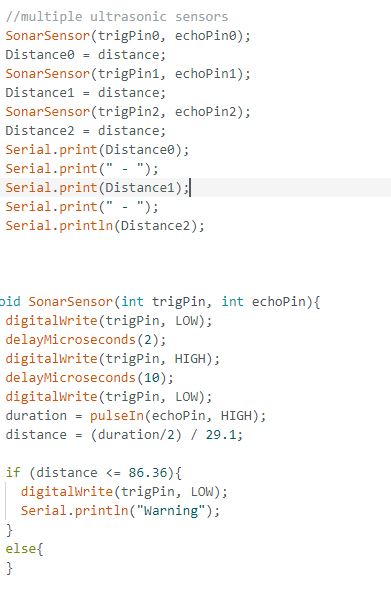 //multiple ultrasonic sensors
SonarSensor(trigPin0, echoPin0);
Distance0 = distance;
SonarSensor(trigPin1, echoPin1);
Distance1 = distance;
SonarSensor(trigPin2, echoPin2);
Distance2 = distance;
Serial.print(Distance0);
Serial.print(" - ");
Serial.print(Distance1);
Serial.print(" - ");
Serial.println(Distance2);
oid SonarSensor(int trigPin, int echoPin){
digitalWrite(trigPin, LOW);
delayMicroseconds(2);
digitalWrite(trigPin, HIGH);
delayMicroseconds(10);
digitalWrite(trigPin, LOW);
duration = pulseIn(echoPin, HIGH);
distance = (duration/2) / 29.1;
if (distance <= 86.36){
digitalWrite(trigPin, LOW);
Serial.println("Warning");
}
else{
}